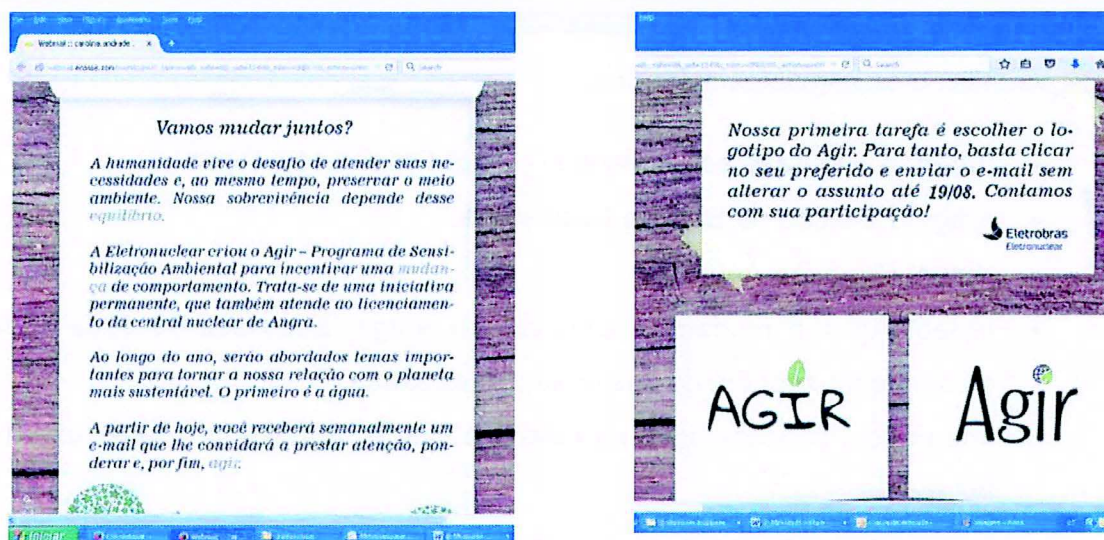 Vamos mudar juntos?
A humanidade vive o desafio de atender suas ne-
cessidades e, ao mesmo tempo, preservar o meio
ambiente. Nossa sobrevivência depende desse
equilíbrio.
A Eletronuclear criou o Agir – Programa de Sensi-
bilização Ambiental para incentivar uma mudan-
ça de comportamento. Trata-se de uma iniciativa
permanente, que também atende ao licenciamen-
to da central nuclear de Angra.
Ao longo do ano, serão abordados temas impor-
tantes para tornar a nossa relação com o planeta
mais sustentável. O primeiro é a água.
A partir de hoje, você receberá semanalmente um
e-mail que lhe convidará a prestar atenção, pon-
derar e, por fim, agir.
Iniciar
Search
Nossa primeira tarefa é escolher o lo-
gotipo do Agir. Para tanto, basta clicar
no seu preferido e enviar o e-mail sem
alterar o assunto até 19/08. Contamos
com sua participação!
Eletrobras
Eletronuclear
AGIR
Agir